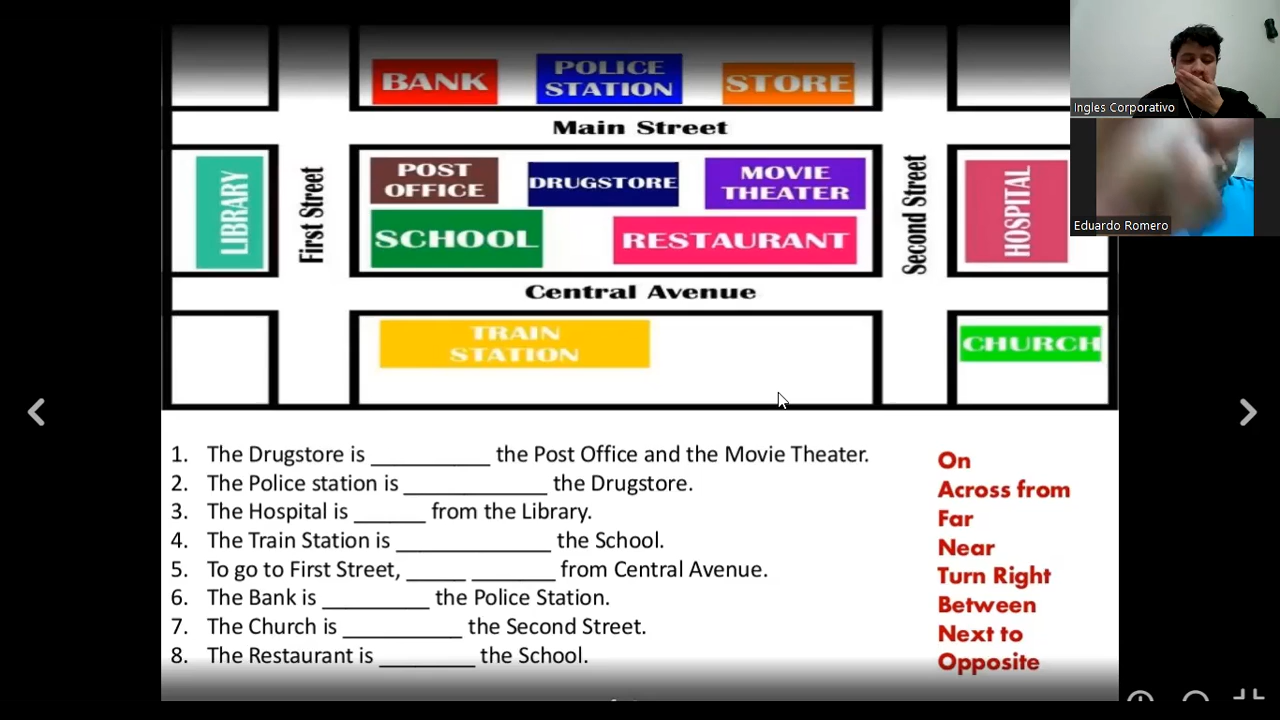 BANK
POLICE
STATION
STORE
Main Street
LIBRARY
First Street
POST
OFFICE
DRUGSTORE
MOVIE
THEATER
SCHOOL
RESTAURANT
Second Street
HOSPITAL
Central Avenue
TRAIN
STATION
CHURCH
1. The Drugstore is __________ the Post Office and the Movie Theater.
2. The Police station is ____________ the Drugstore.
3. The Hospital is ______ from the Library.
4. The Train Station is _____________ the School.
5. To go to First Street, _____ _______ from Central Avenue.
6. The Bank is _________ the Police Station.
7. The Church is __________ the Second Street.
8. The Restaurant is ________ the School.
On
Across from
Far
Near
Turn Right
Between
Next to
Opposite
Ingles Corporativo
Eduardo Romero